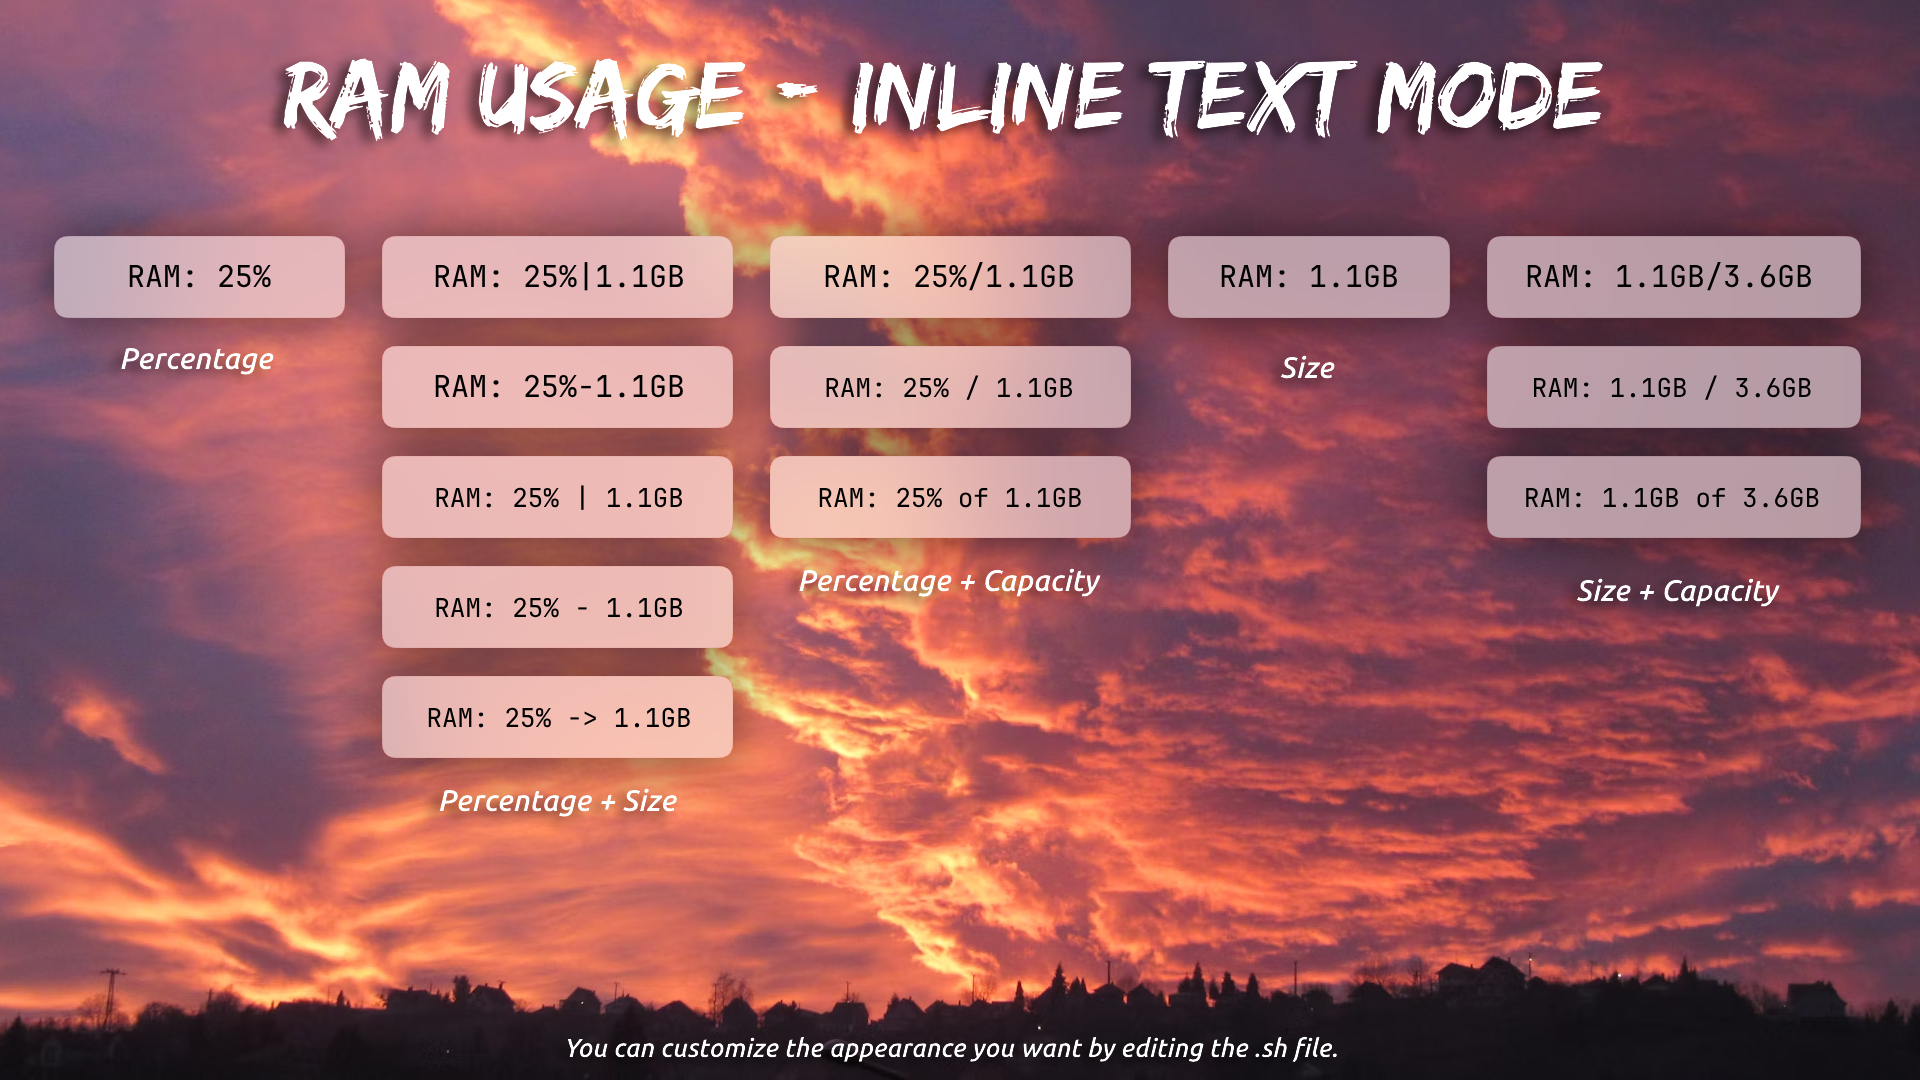 RAM USAGE - INLINE TEXT MODE
RAM: 25%
Percentage
RAM: 25%|1.1GB
RAM: 25%-1.1GB
RAM: 25% | 1.1GB
RAM: 25% - 1.1GB
RAM: 25% -> 1.1GB
Percentage + Size
RAM: 25%/1.1GB
RAM: 25% / 1.1GB
RAM: 25% of 1.1GB
Percentage + Capacity
RAM: 1.1GB
Size
RAM: 1.1GB/3.6GB
RAM: 1.1GB / 3.6GB
RAM: 1.1GB of 3.6GB
Size + Capacity
You can customize the appearance you want by editing the .sh file.